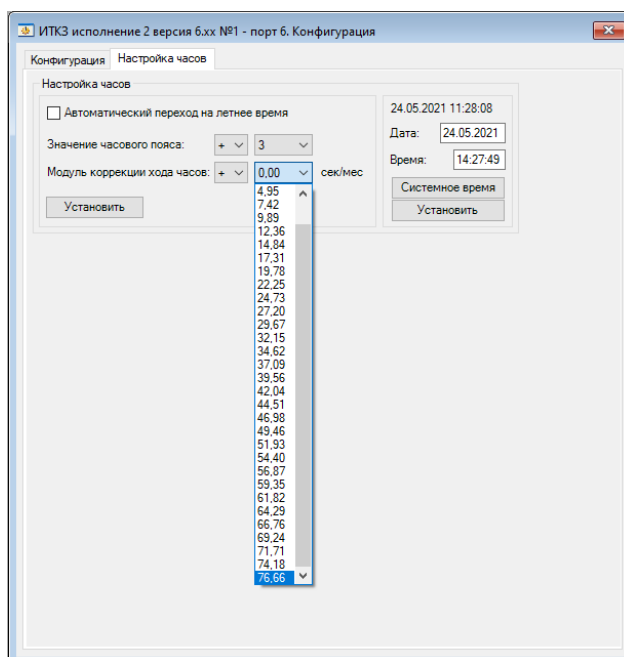 ИТКЗ исполнение 2 версия 6.xx №1 - порт 6. Конфигурация
Конфигурация Настройка часов
Настройка часов
Автоматический переход на летнее время
Значение часового пояса: + 3
Модуль коррекции хода часов: + 0,00 сек/мес
Установить
4,95
7,42
9,89
12,36
14,84
17,31
19,78
22,25
24,73
27,20
29,67
32,15
34,62
37,09
39,56
42,04
44,51
46,98
49,46
51,93
54,40
56,87
59,35
61,82
64,29
66,76
69,24
71,71
74,18
76,66
24.05.2021 11:28:08
Дата: 24.05.2021
Время: 14:27:49
Системное время
Установить